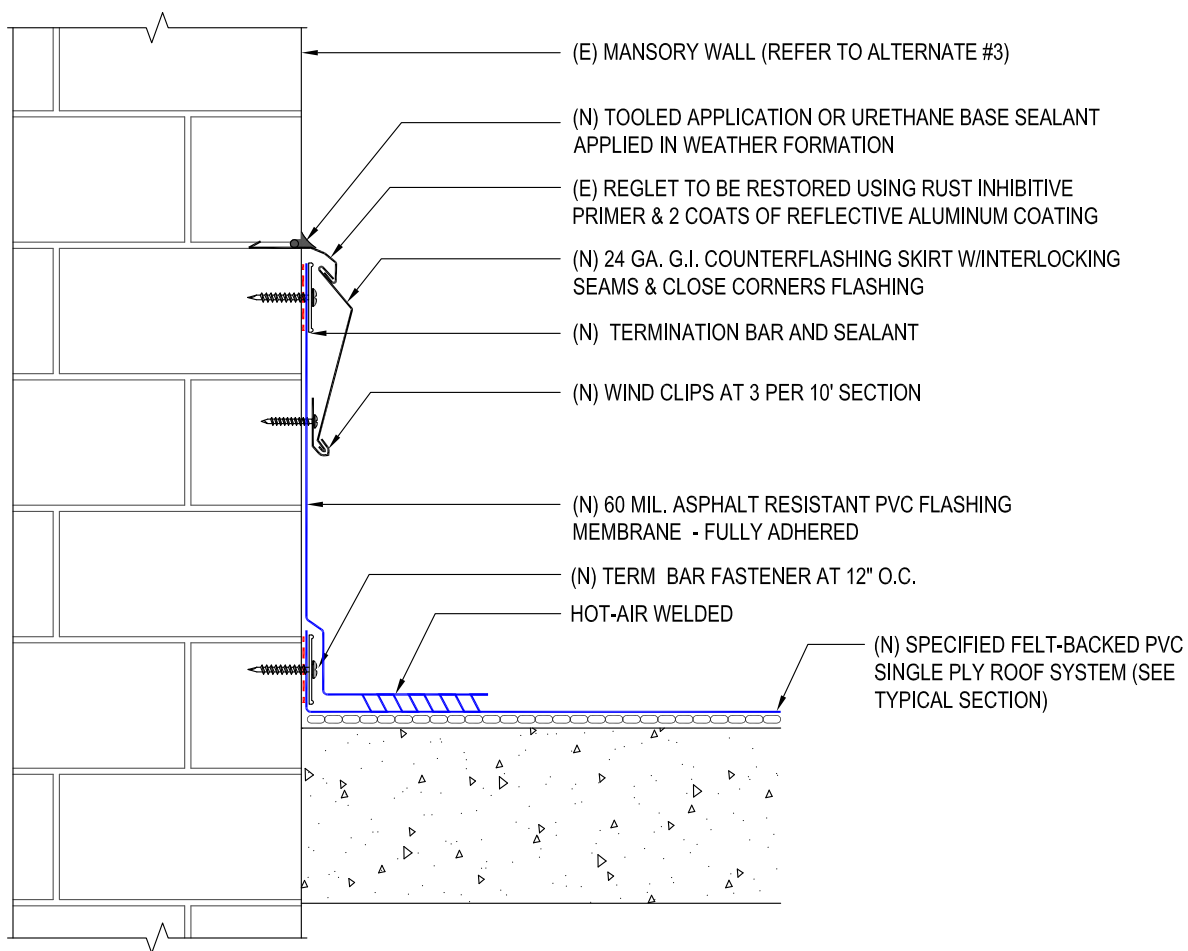 (E) MANSORY WALL (REFER TO ALTERNATE #3)
(N) TOOLED APPLICATION OR URETHANE BASE SEALANT
APPLIED IN WEATHER FORMATION
(E) REGLET TO BE RESTORED USING RUST INHIBITIVE
PRIMER & 2 COATS OF REFLECTIVE ALUMINUM COATING
(N) 24 GA. G.I. COUNTERFLASHING SKIRT W/INTERLOCKING
SEAMS & CLOSE CORNERS FLASHING
(N) TERMINATION BAR AND SEALANT
(N) WIND CLIPS AT 3 PER 10' SECTION
(N) 60 MIL. ASPHALT RESISTANT PVC FLASHING
MEMBRANE - FULLY ADHERED
(N) TERM BAR FASTENER AT 12" O.C.
HOT-AIR WELDED
(N) SPECIFIED FELT-BACKED PVC
SINGLE PLY ROOF SYSTEM (SEE
TYPICAL SECTION)